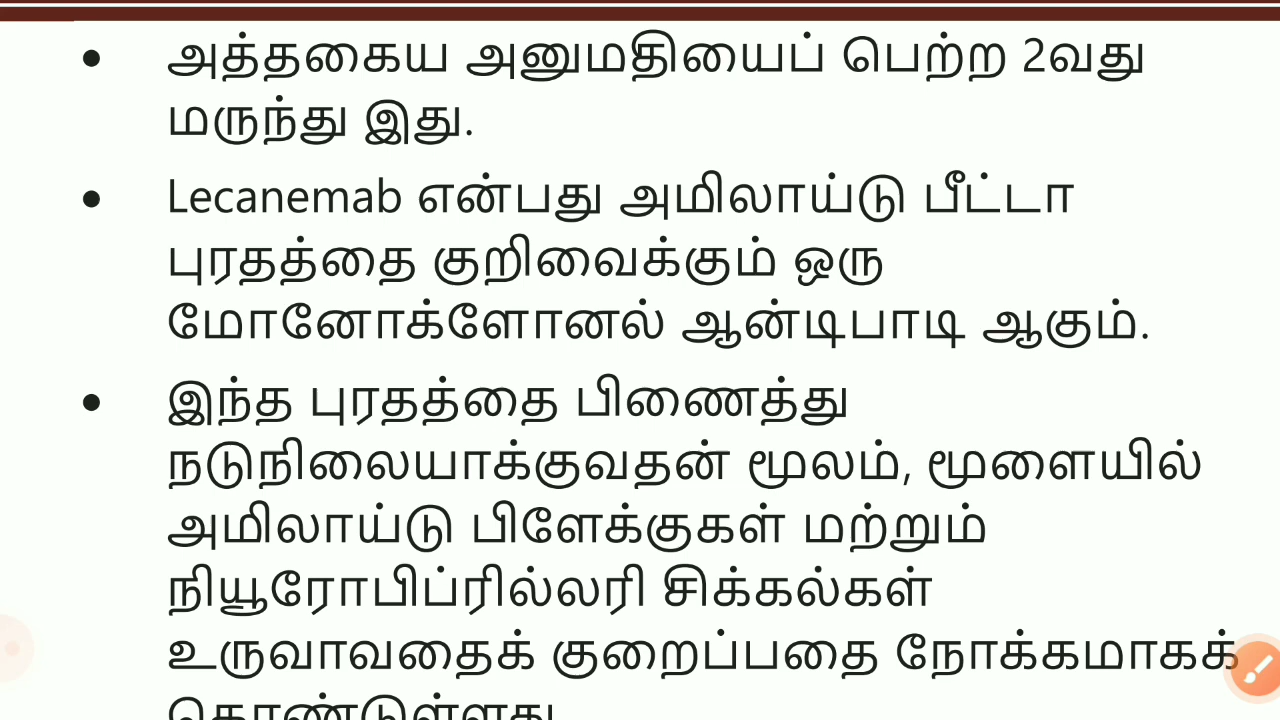 • அத்தகைய அனுமதியைப் பெற்ற 2வது
மருந்து இது.
• Lecanemab என்பது அமிலாய்டு பீட்டா
புரதத்தை குறிவைக்கும் ஒரு
மோனோக்ளோனல் ஆன்டிபாடி ஆகும்.
• இந்த புரதத்தை பிணைத்து
நடுநிலையாக்குவதன் மூலம், மூளையில்
அமிலாய்டு பிளேக்குகள் மற்றும்
நியூரோபிப்ரில்லரி சிக்கல்கள்
உருவாவதைக் குறைப்பதை நோக்கமாகக்
கொண்டுள்ளது